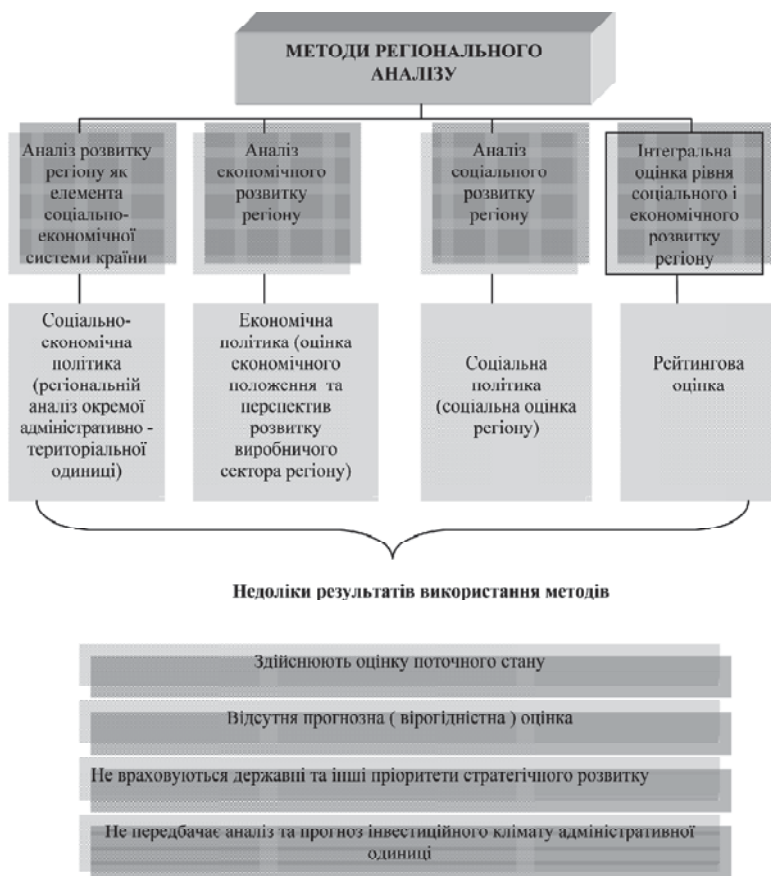 МЕТОДИ РЕГІОНАЛЬНОГО
АНАЛІЗУ
Аналіз розвитку
регіону як
елемента
соціально-
економічної
системи країни
Аналіз
економічного
розвитку
регіону
Аналіз
соціального
розвитку
регіону
Інтегральна
оцінка рівня
соціального і
економічного
розвитку
регіону
Соціально-
економічна
політика
(регіональній
аналіз окремої
адміністративно -
територіальної
одиниці)
Економічна
політика (оцінка
економічного
положення та
перспектив
розвитку
виробничого
сектора регіону)
Соціальна
політика
(соціальна оцінка
регіону)
Рейтингова
оцінка
Недоліки результатів використання методів
Здійснюють оцінку поточного стану
Відсутня прогнозна ( вірогідністна ) оцінка
Не враховуються державні та інші пріоритети стратегічного розвитку
Не передбачає аналіз та прогноз інвестиційного клімату адміністративної
одиниці